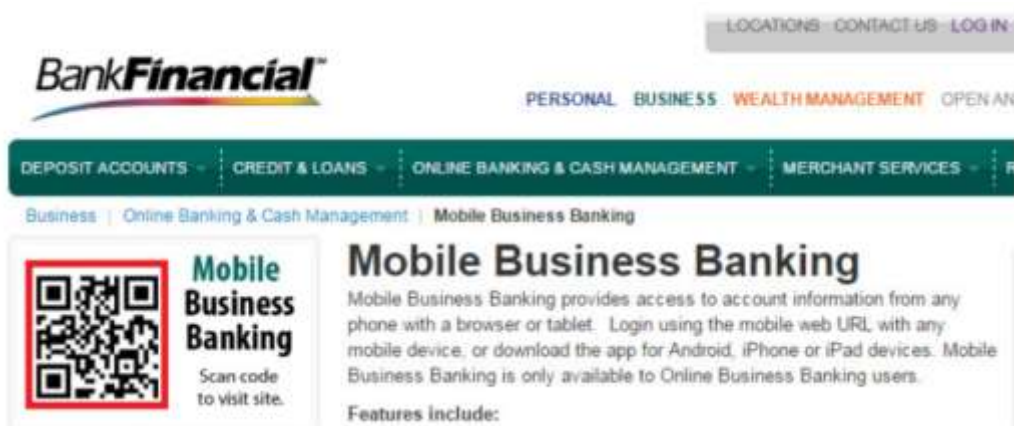 LOCATIONS CONTACT US LOG IN
BankFinancial™
PERSONAL BUSINESS WEALTH MANAGEMENT OPEN AN
DEPOSIT ACCOUNTS CREDIT & LOANS ONLINE BANKING & CASH MANAGEMENT MERCHANT SERVICES
Business | Online Banking & Cash Management | Mobile Business Banking
Mobile
Business
Banking
Scan code
to visit site.
Mobile Business Banking
Mobile Business Banking provides access to account information from any
phone with a browser or tablet. Login using the mobile web URL with any
mobile device, or download the app for Android, iPhone or iPad devices. Mobile
Business Banking is only available to Online Business Banking users.
Features include: